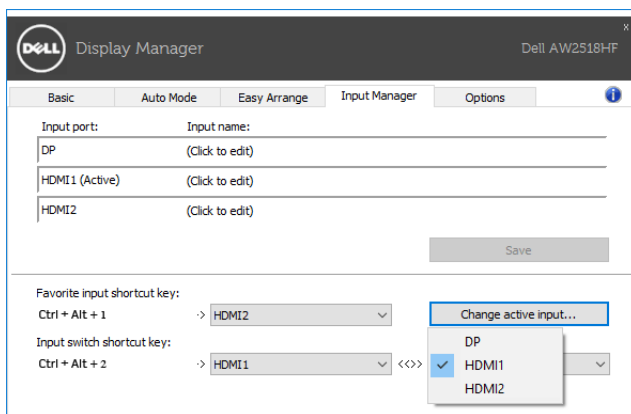 DELL Display Manager Dell AW2518HF
Basic Auto Mode Easy Arrange Input Manager Options
Input port: Input name:
DP (Click to edit)
HDMI1 (Active) (Click to edit)
HDMI2 (Click to edit)
Save
Favorite input shortcut key:
Ctrl + Alt + 1 -> HDMI2 Change active input...
Input switch shortcut key:
Ctrl + Alt + 2 -> HDMI1 <<>>
DP
HDMI1
HDMI2